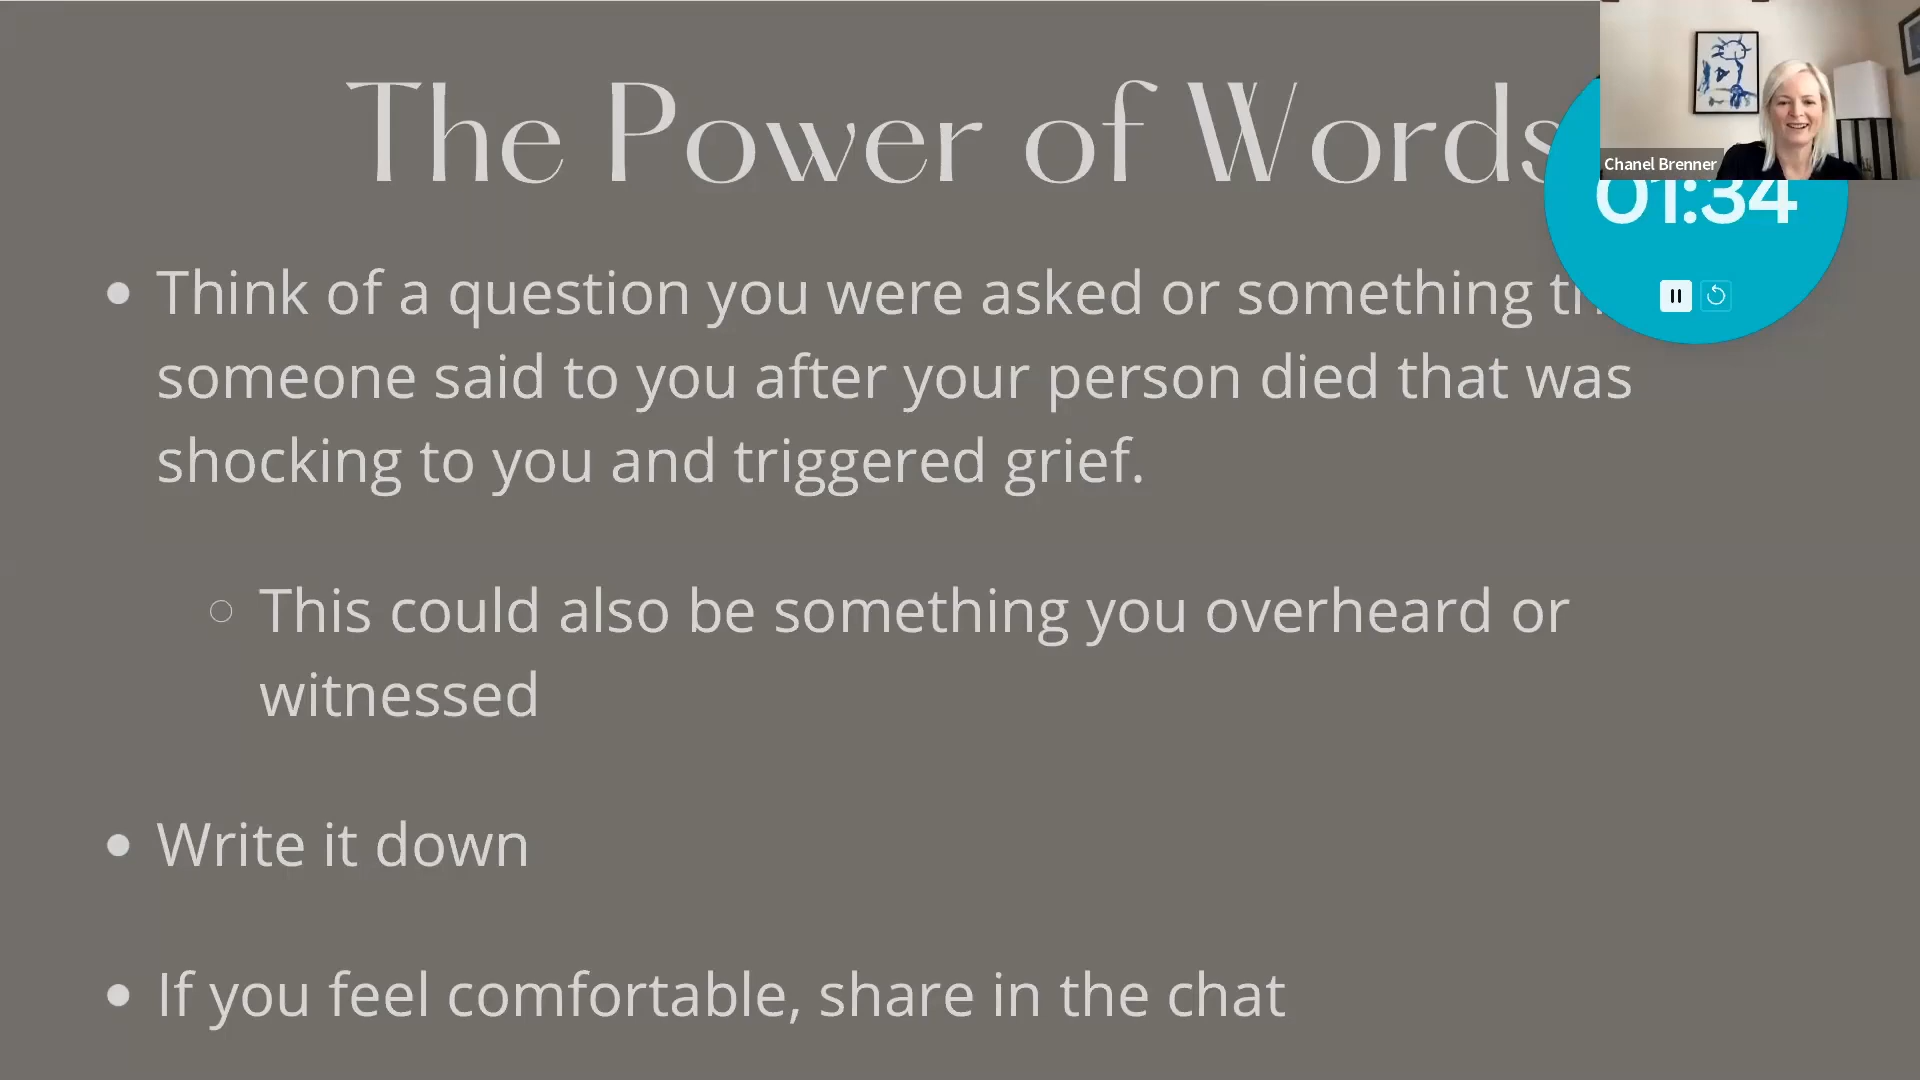 The Power of Words
Chanel Brenner
01:34
Think of a question you were asked or something
someone said to you after your person died that was
shocking to you and triggered grief.
This could also be something you overheard or
witnessed
Write it down
If you feel comfortable, share in the chat